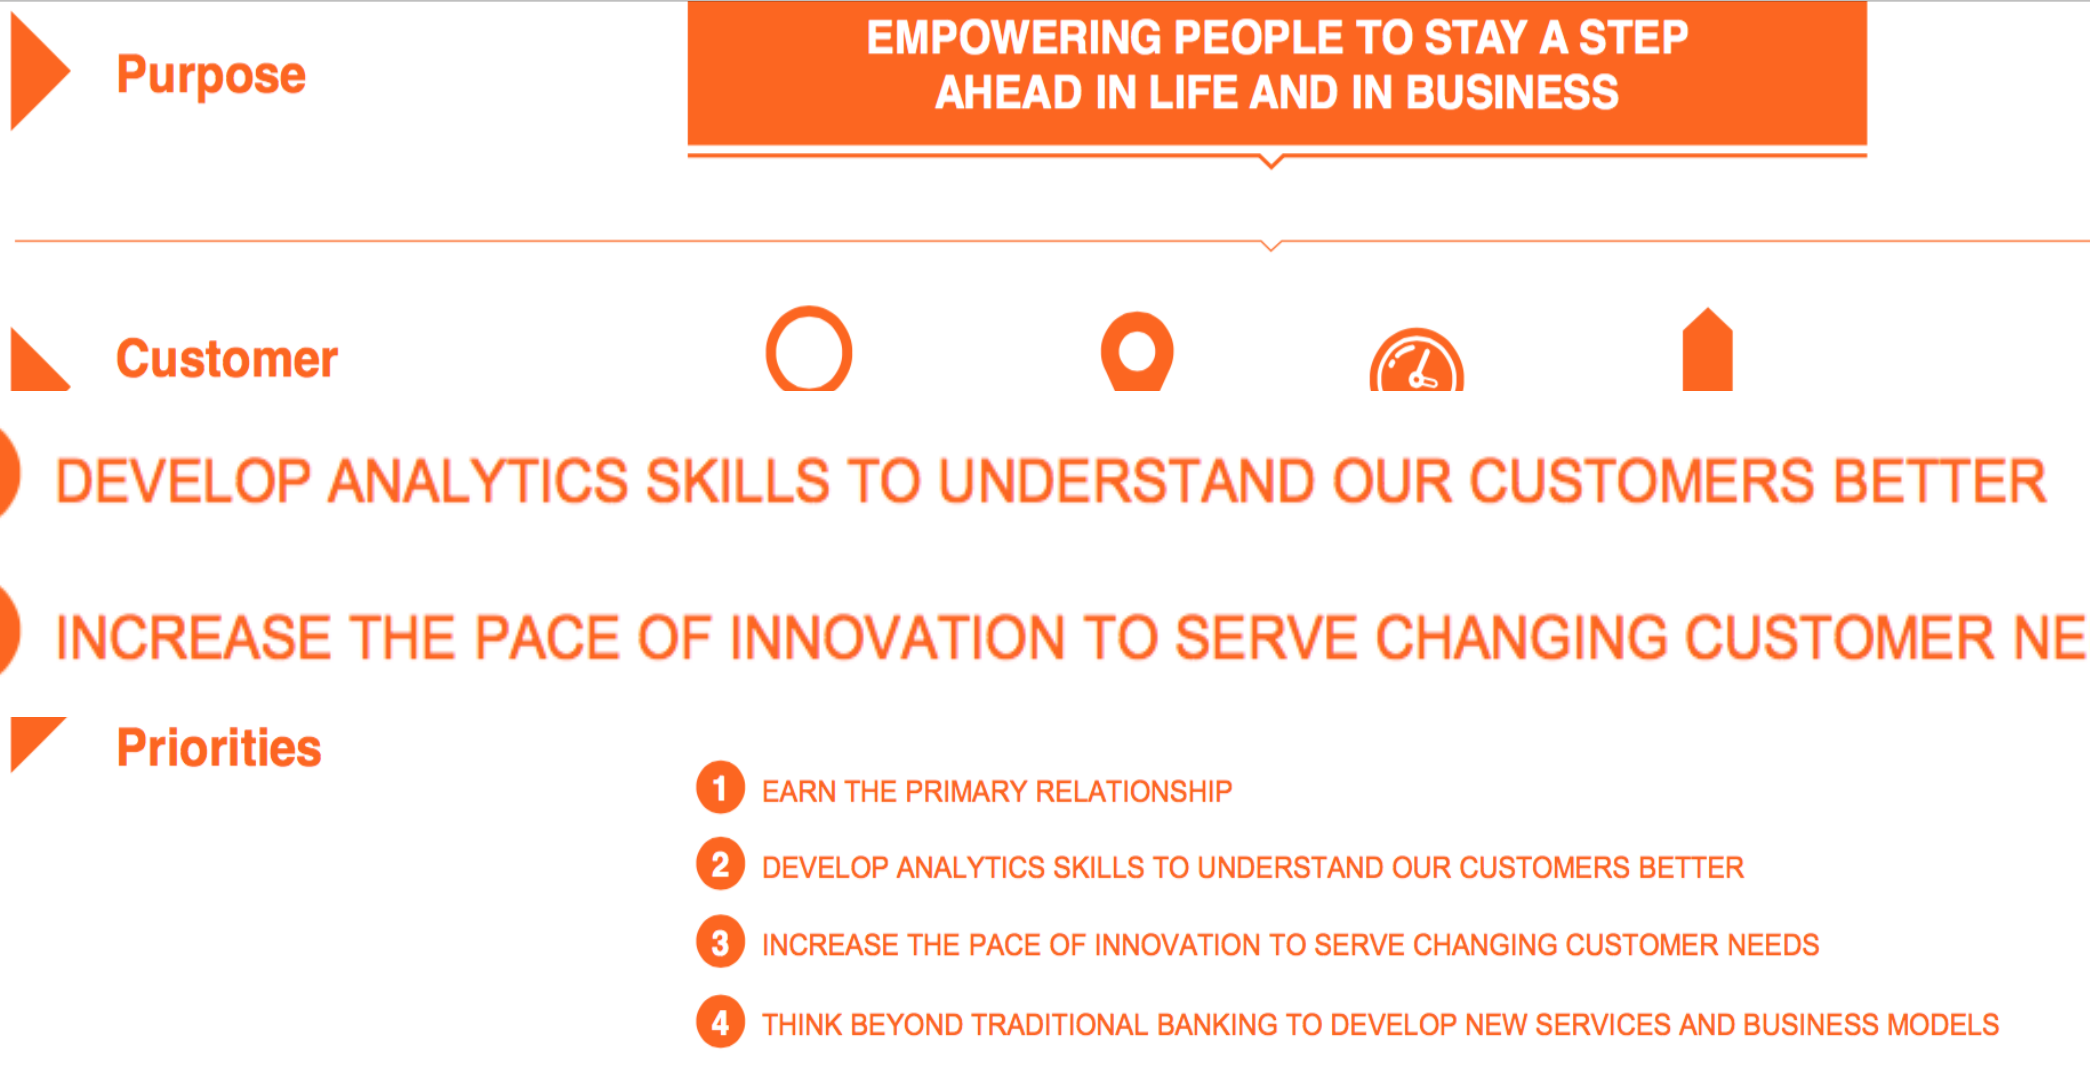 Purpose
EMPOWERING PEOPLE TO STAY A STEP
AHEAD IN LIFE AND IN BUSINESS
Customer
DEVELOP ANALYTICS SKILLS TO UNDERSTAND OUR CUSTOMERS BETTER
INCREASE THE PACE OF INNOVATION TO SERVE CHANGING CUSTOMER NE
Priorities
1 EARN THE PRIMARY RELATIONSHIP
2 DEVELOP ANALYTICS SKILLS TO UNDERSTAND OUR CUSTOMERS BETTER
3 INCREASE THE PACE OF INNOVATION TO SERVE CHANGING CUSTOMER NEEDS
4 THINK BEYOND TRADITIONAL BANKING TO DEVELOP NEW SERVICES AND BUSINESS MODELS